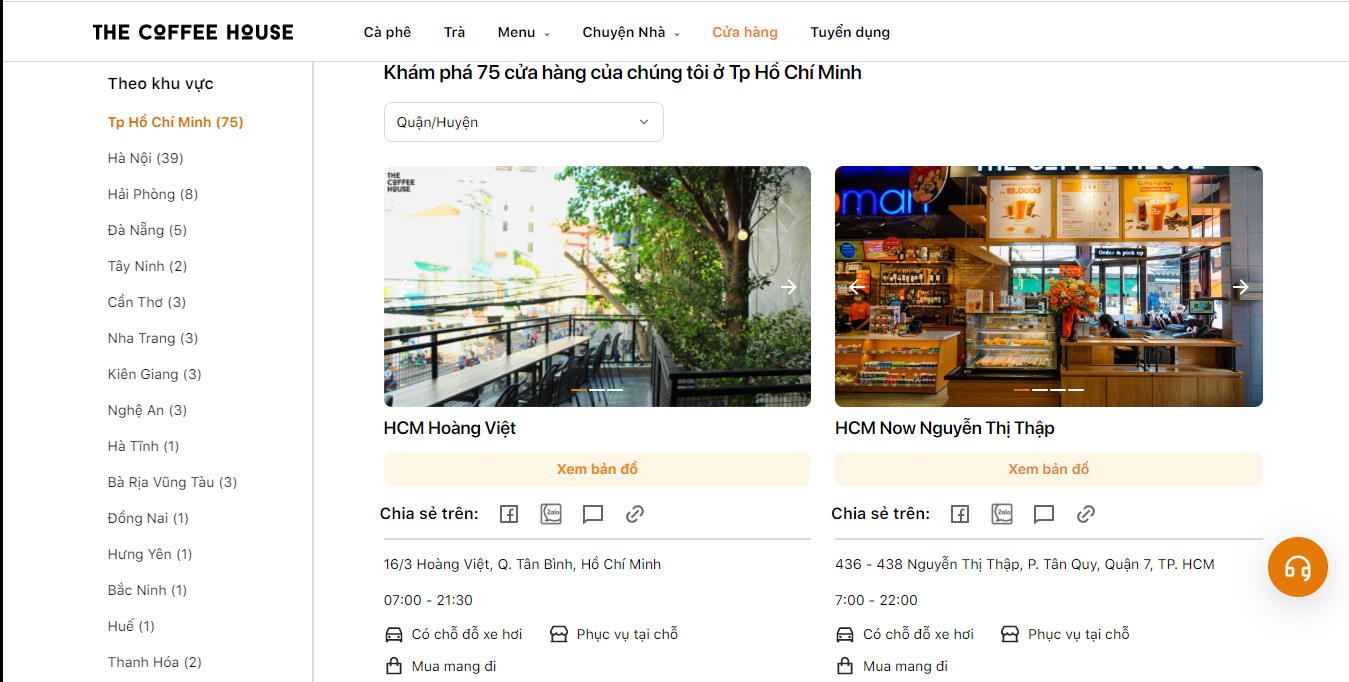 THE COFFEE HOUSE
Cà phê
Trà
Menu
Chuyện Nhà
Cửa hàng
Tuyển dụng
Theo khu vực
Tp Hồ Chí Minh (75)
Hà Nội (39)
Hải Phòng (8)
Đà Nẵng (5)
Tây Ninh (2)
Cần Thơ (3)
Nha Trang (3)
Kiên Giang (3)
Nghệ An (3)
Hà Tĩnh (1)
Bà Rịa Vũng Tàu (3)
Đồng Nai (1)
Hưng Yên (1)
Bắc Ninh (1)
Huế (1)
Thanh Hóa (2)
Khám phá 75 cửa hàng của chúng tôi ở Tp Hồ Chí Minh
Quận/Huyện
THE
COFFEE
HOUSE
HCM Hoàng Việt
Xem bản đồ
Chia sẻ trên:
Zalo
16/3 Hoàng Việt, Q. Tân Bình, Hồ Chí Minh
07:00 - 21:30
Có chỗ đỗ xe hơi
Phục vụ tại chỗ
Mua mang đi
THE COFFEE HOUSE
19.000đ
Order & pick up
HCM Now Nguyễn Thị Thập
Xem bản đồ
Chia sẻ trên:
Zalo
436 - 438 Nguyễn Thị Thập, P. Tân Quy, Quận 7, TP. HCM
7:00 - 22:00
Có chỗ đỗ xe hơi
Phục vụ tại chỗ
Mua mang đi